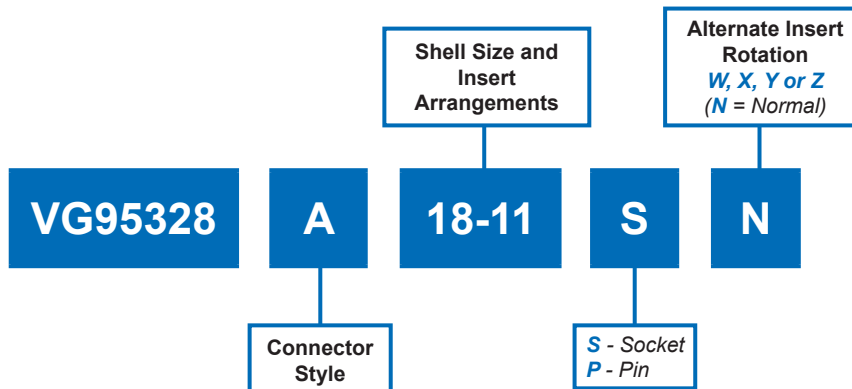 Shell Size and
Insert
Arrangements
Alternate Insert
Rotation
W, X, Y or Z
(N = Normal)
VG95328 A 18-11 S N
Connector
Style
S - Socket
P - Pin